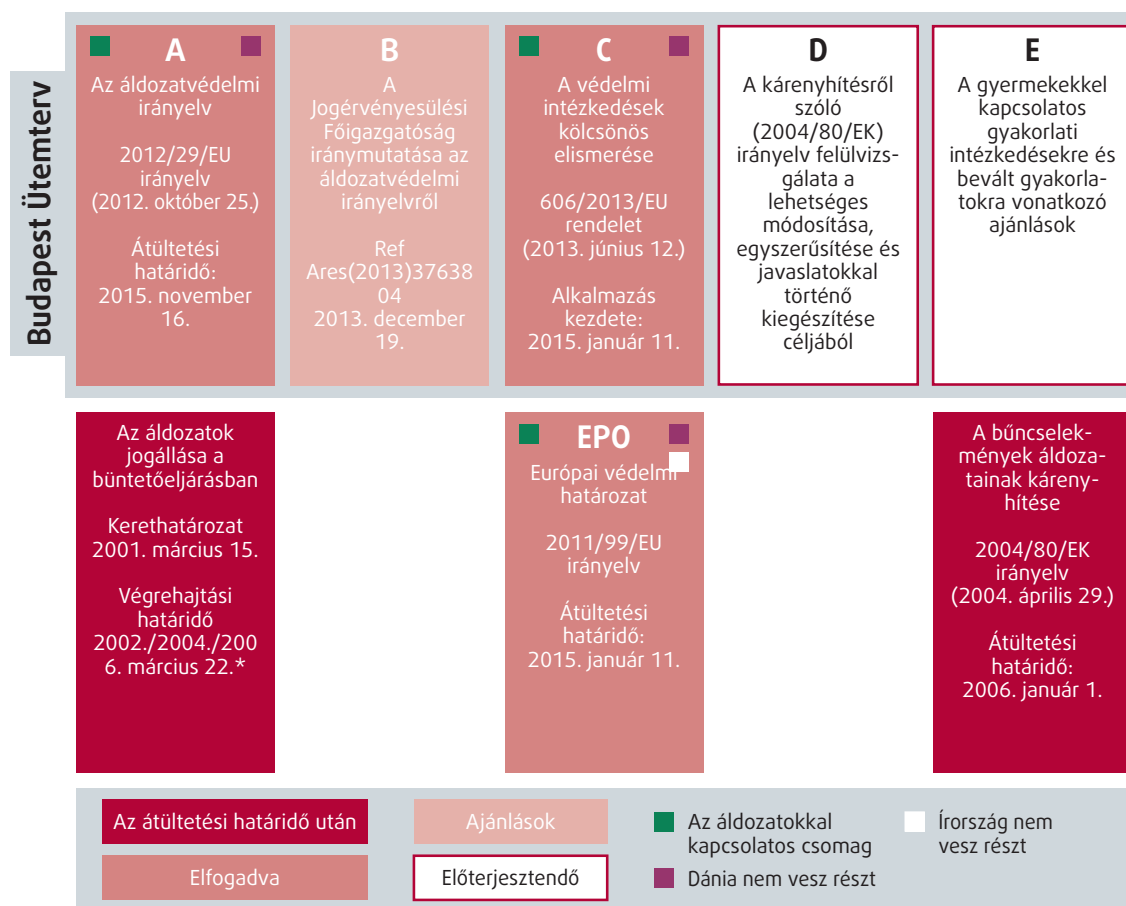 Budapest Ütemterv
A
Az áldozatvédelmi
irányelv
2012/29/EU
irányelv
(2012. október 25.)
Átültetési
határidő:
2015. november
16.
B
A
Jogérvényesülési
Főigazgatóság
iránymutatása az
áldozatvédelmi
irányelvről
Ref
Ares(2013)37638
04
2013. december
19.
C
A védelmi
intézkedések
kölcsönös
elismerése
606/2013/EU
rendelet
(2013. június 12.)
Alkalmazás
kezdete:
2015. január 11.
D
A kárenyhítésről
szóló
(2004/80/EK)
irányelv felülvizs-
gálata a
lehetséges
módosítása,
egyszerűsítése és
javaslatokkal
történő
kiegészítése
céljából
E
A gyermekekkel
kapcsolatos
gyakorlati
intézkedésekre és
bevált gyakorla-
tokra vonatkozó
ajánlások
Az áldozatok
jogállása a
büntetőeljárásban
Kerethatározat
2001. március 15.
Végrehajtási
határidő
2002./2004./200
6. március 22.*
EPO
Európai védelmi
határozat
2011/99/EU
irányelv
Átültetési
határidő:
2015. január 11.
A bűncselek-
mények áldoza-
tainak káreny-
hítése
2004/80/EK
irányelv
(2004. április 29.)
Átültetési
határidő:
2006. január 1.
Az átültetési határidő után
Elfogadva
Ajánlások
Előterjesztendő
Az áldozatokkal
kapcsolatos csomag
Dánia nem vesz részt
Írország nem
vesz részt